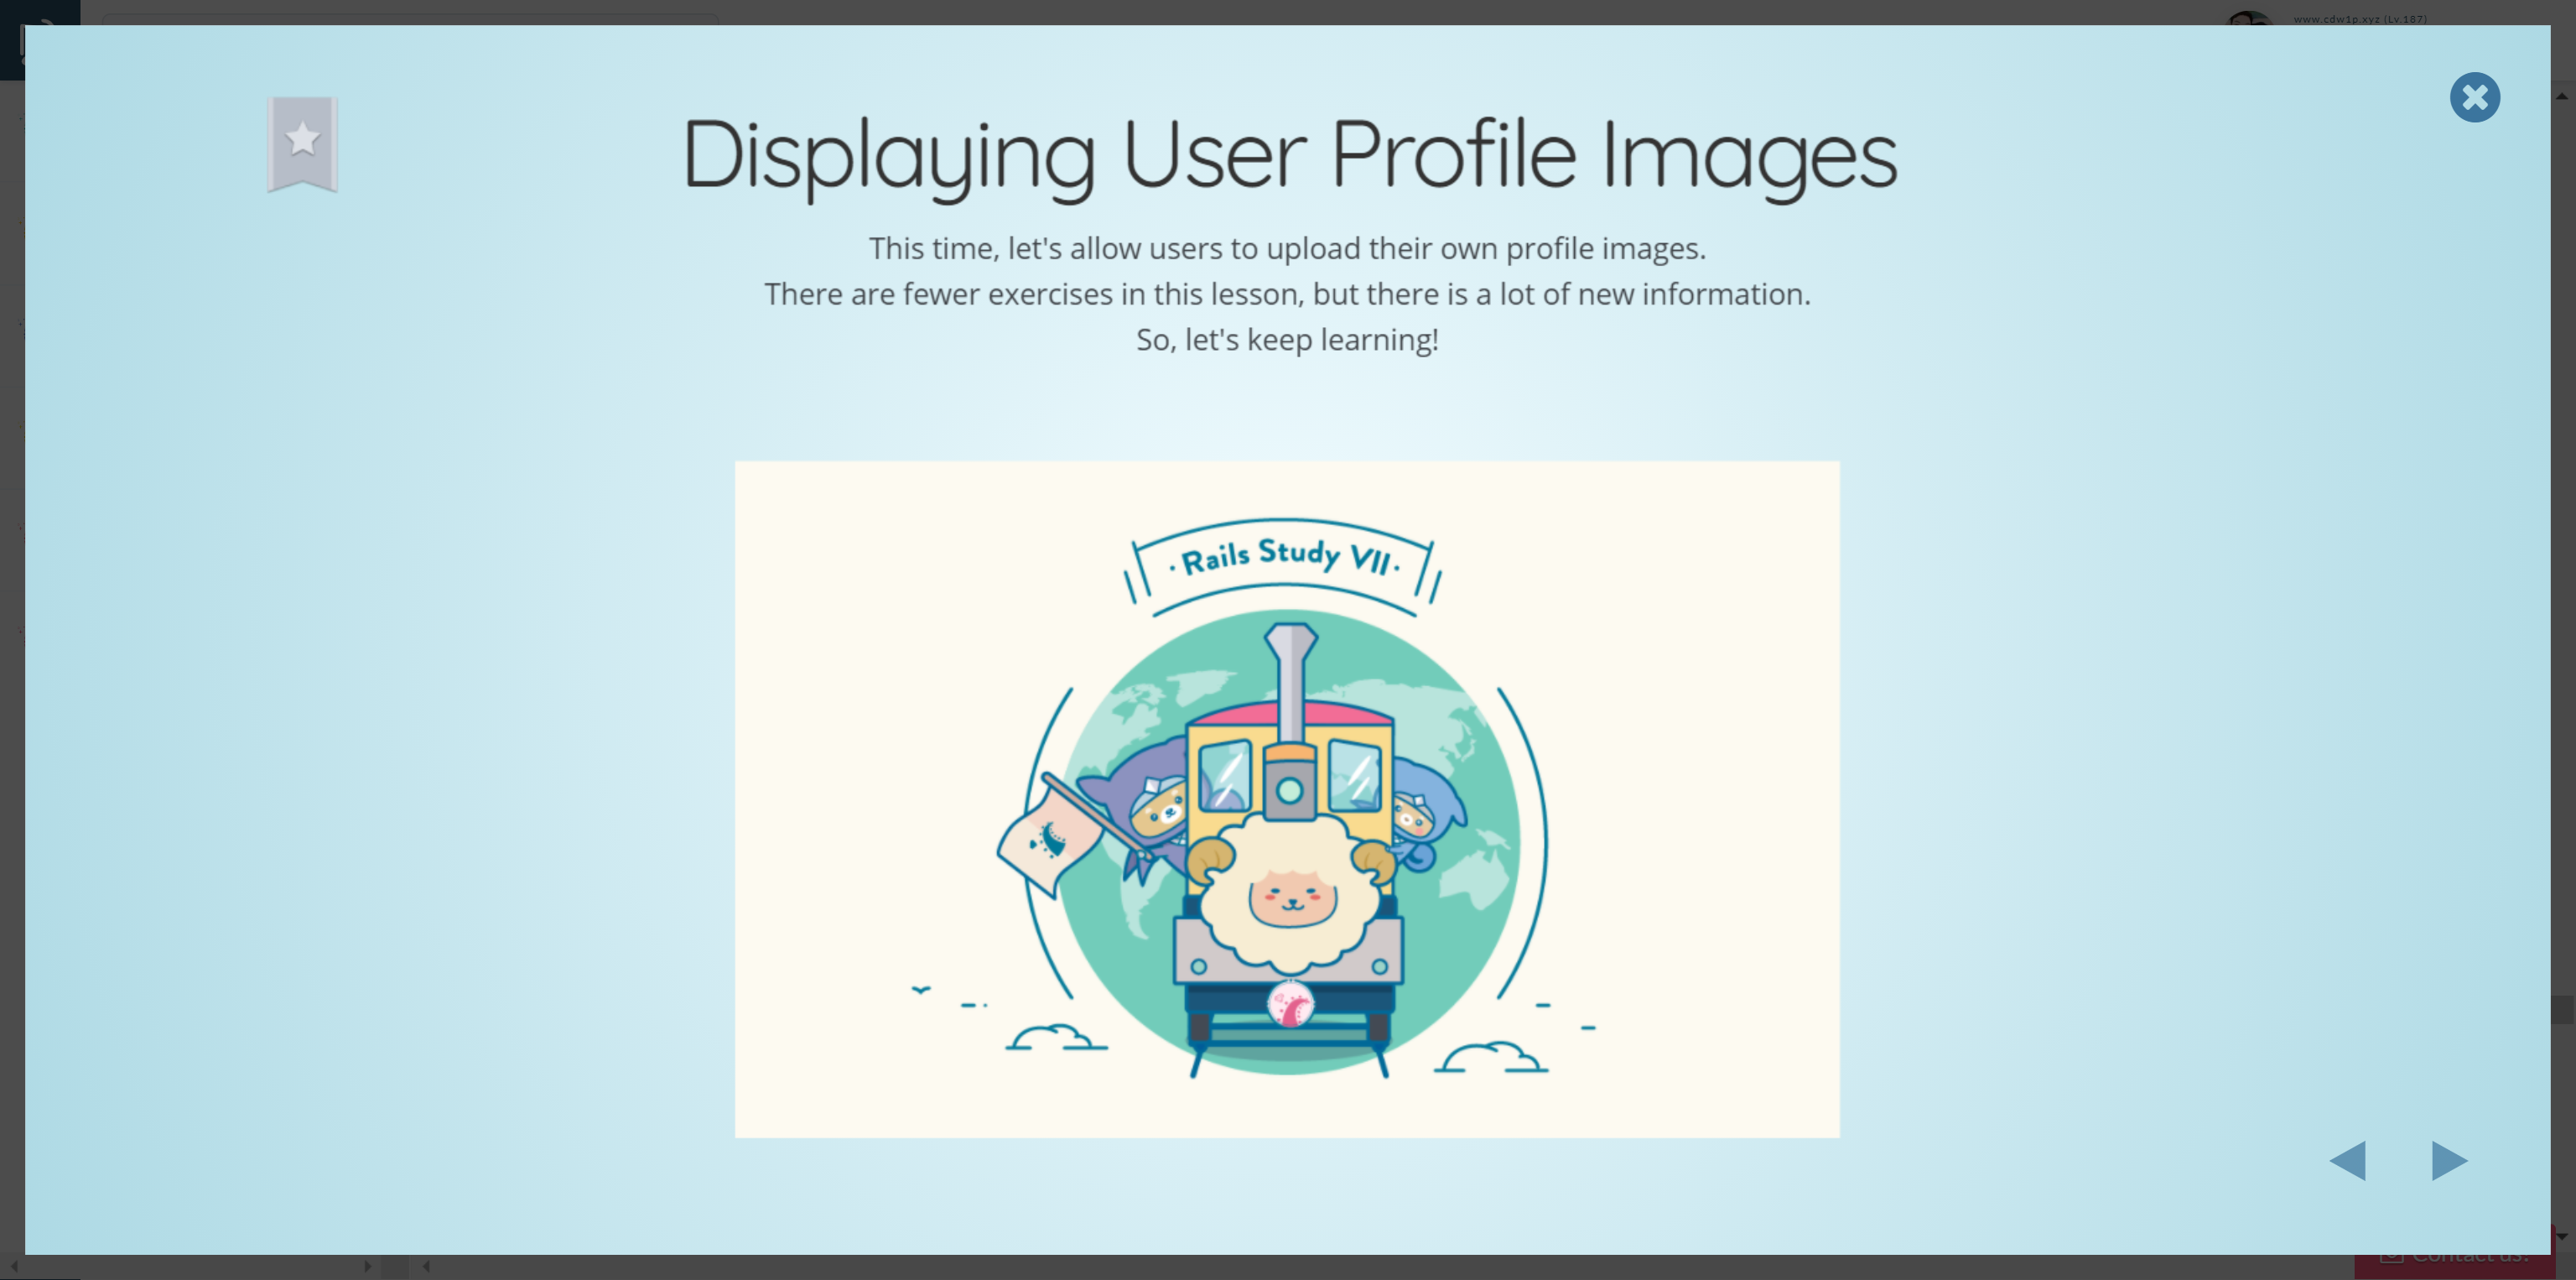 www.cdw1p.xyz (Lv.187)
Displaying User Profile Images
This time, let's allow users to upload their own profile images.
There are fewer exercises in this lesson, but there is a lot of new information.
So, let's keep learning!
· Rails Study VII ·
Contact us!